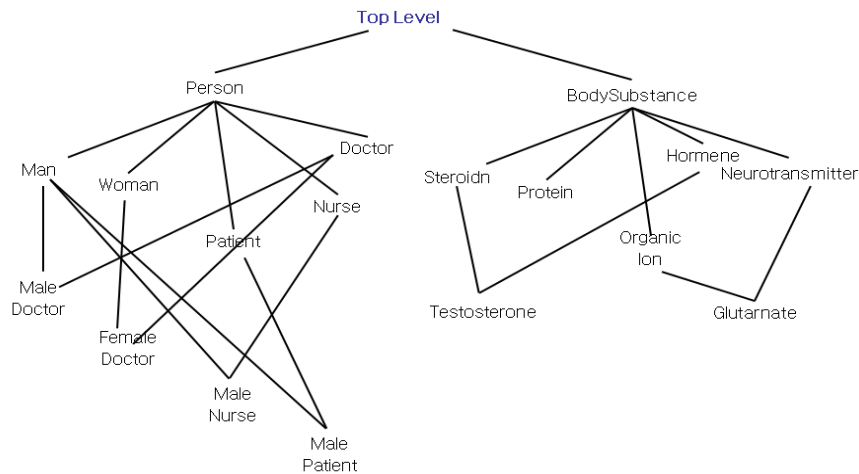 Top Level
Person
BodySubstance
Man
Woman
Patient
Nurse
Doctor
Steroidn
Protein
Organic
Ion
Hormene
Neurotransmitter
Male
Doctor
Female
Doctor
Male
Nurse
Male
Patient
Testosterone
Glutarnate